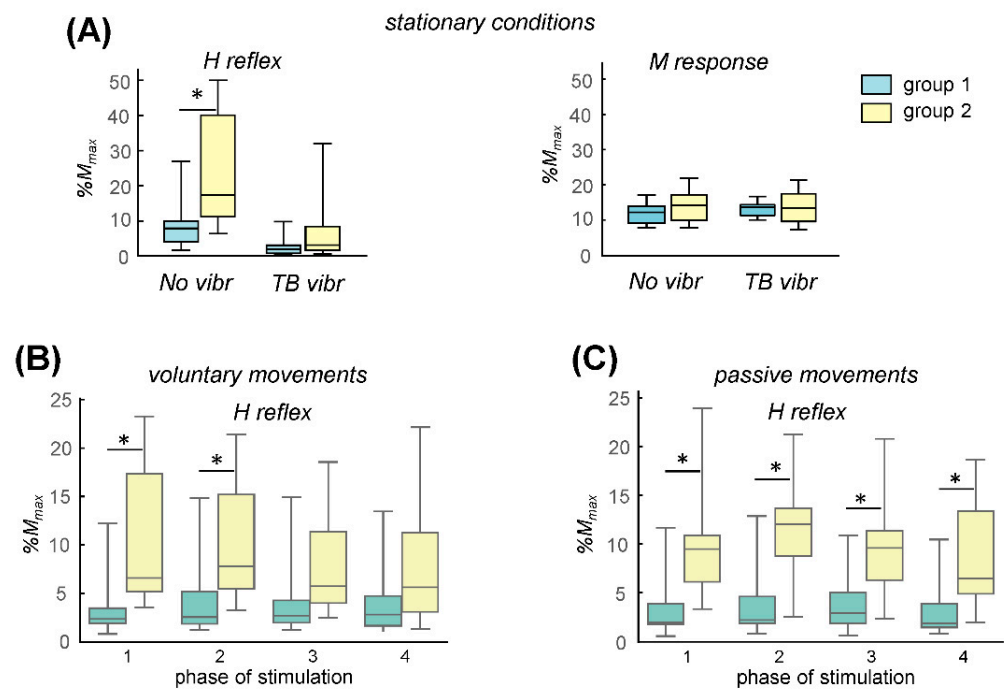 (A)
stationary conditions
H reflex
50
40
30
20
10
0
%Mmax
*
No vibr
TB vibr
M response
50
40
30
20
10
0
%Mmax
No vibr
TB vibr
group 1
group 2
(B)
voluntary movements
H reflex
25
20
15
10
5
0
%Mmax
*
*
1 2 3 4
phase of stimulation
(C)
passive movements
H reflex
25
20
15
10
5
0
%Mmax
*
*
*
*
1 2 3 4
phase of stimulation